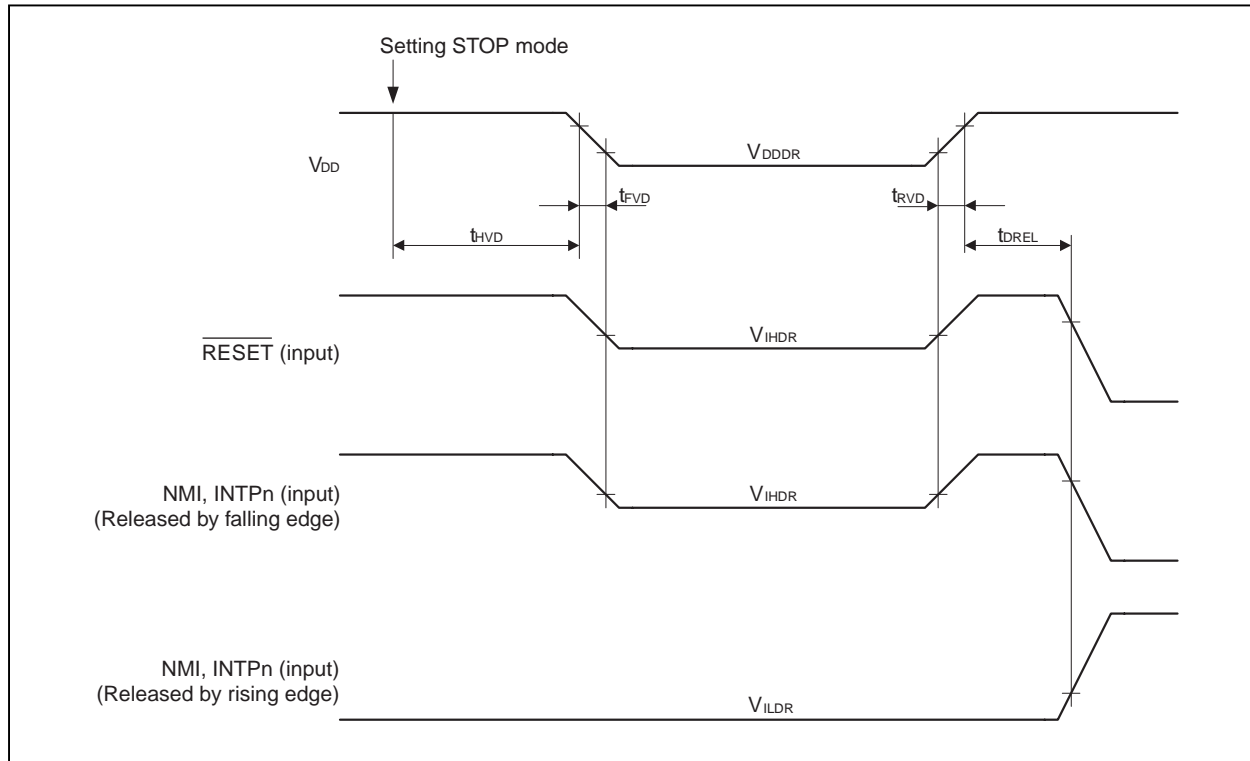 Setting STOP mode
VDD
VDDDR
tFVD
tRVD
tHVD
tDREL
RESET (input)
VIHDR
NMI, INTPn (input)
(Released by falling edge)
VIHDR
NMI, INTPn (input)
(Released by rising edge)
VILDR